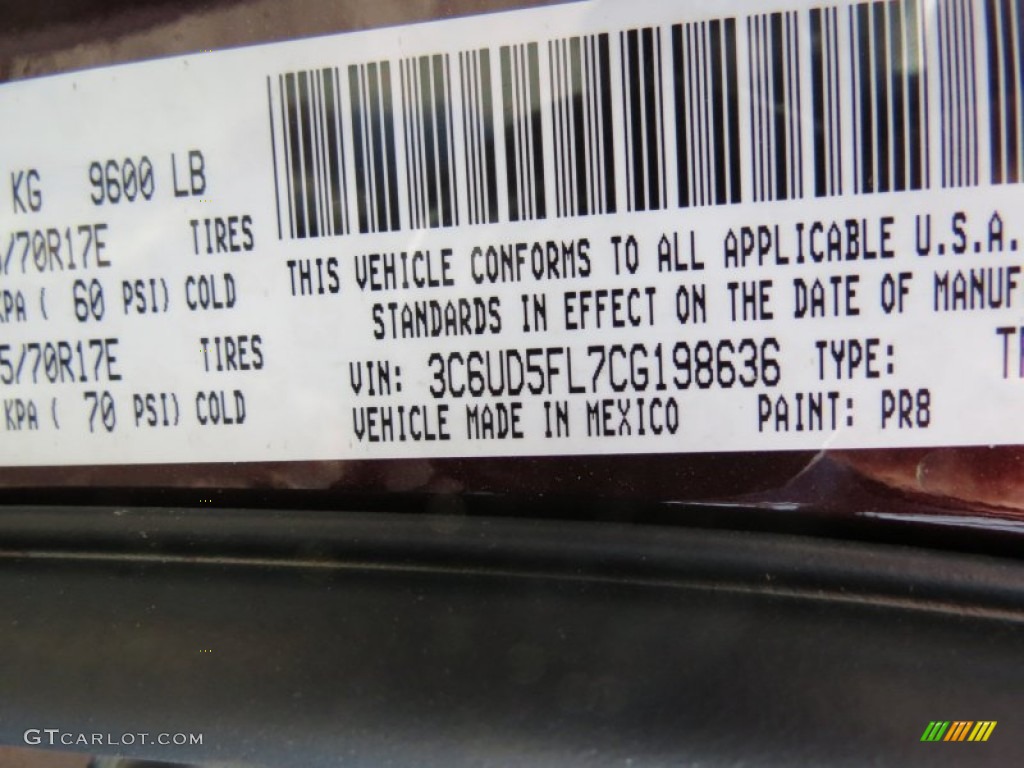 KG 9600 LB
/70R17E TIRES
KPA ( 60 PSI) COLD
5/70R17E TIRES
KPA ( 70 PSI) COLD
THIS VEHICLE CONFORMS TO ALL APPLICABLE U.S.A.
STANDARDS IN EFFECT ON THE DATE OF MANUF
VIN: 3C6UD5FL7CG198636 TYPE:
VEHICLE MADE IN MEXICO PAINT: PR8
GTCARLOT.COM